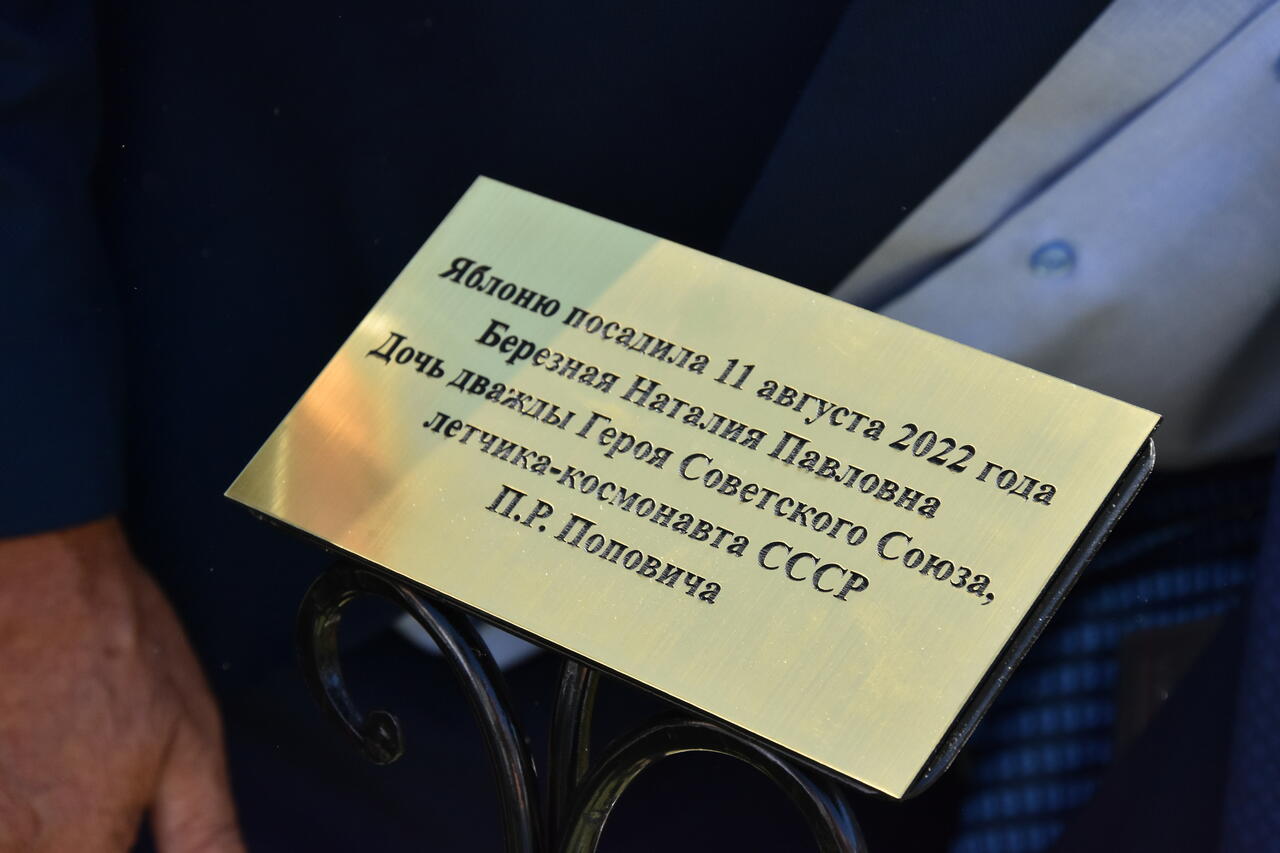 Яблоню посадила 11 августа 2022 года
Березная Наталия Павловна
Дочь дважды Героя Советского Союза,
летчика-космонавта СССР
П.Р. Поповича